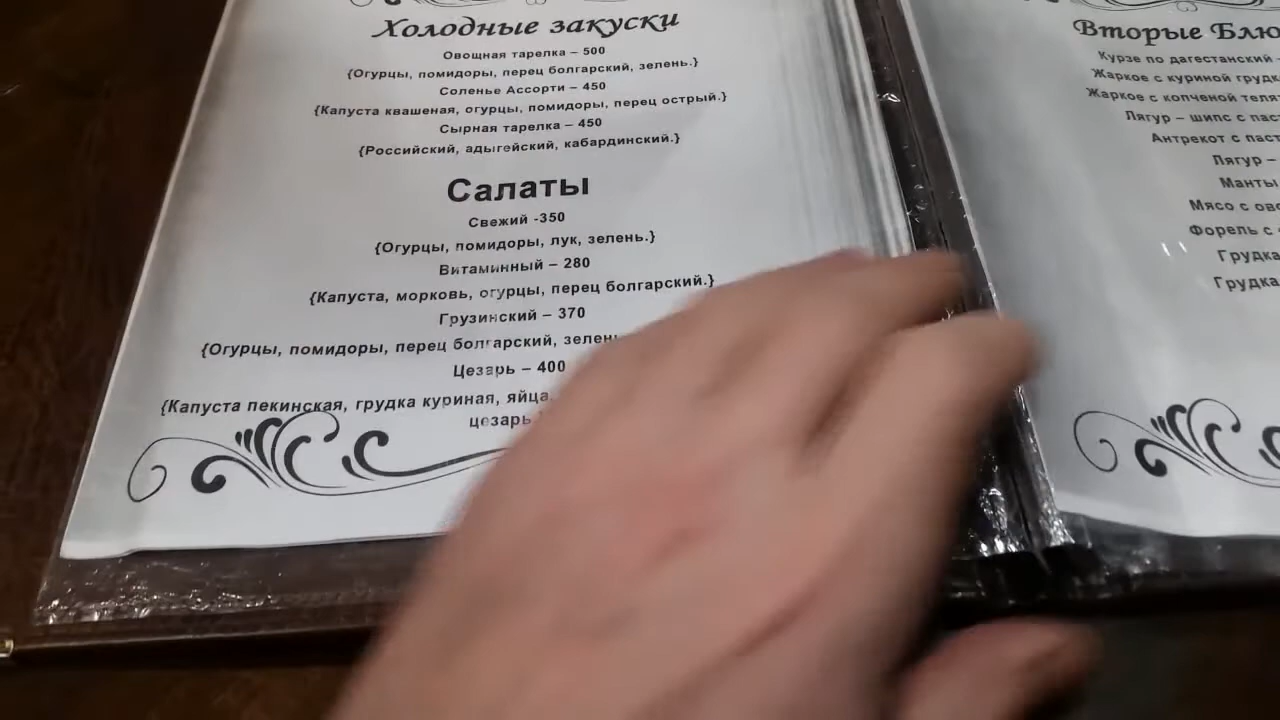 Холодные закуски
Овощная тарелка – 500
{Огурцы, помидоры, перец болгарский, зелень.}
Соленье Ассорти – 450
{Капуста квашеная, огурцы, помидоры, перец острый.}
Сырная тарелка – 450
{Российский, адыгейский, кабардинский.}
Салаты
Свежий -350
{Огурцы, помидоры, лук, зелень.}
Витаминный – 280
{Капуста, морковь, огурцы, перец болгарский.}
Грузинский – 370
{Огурцы, помидоры, перец болгарский,
Цезарь – 400
{Капуста пекинская, грудка куриная, яйца,
цезарь
Вторые
Курзе по дагестанский -
Жаркое с куриной
Жаркое с копченой
Лягур – шипс с
Антрекот с
Лягур –
Манты
Мясо с
Форель с
Грудка
Грудка